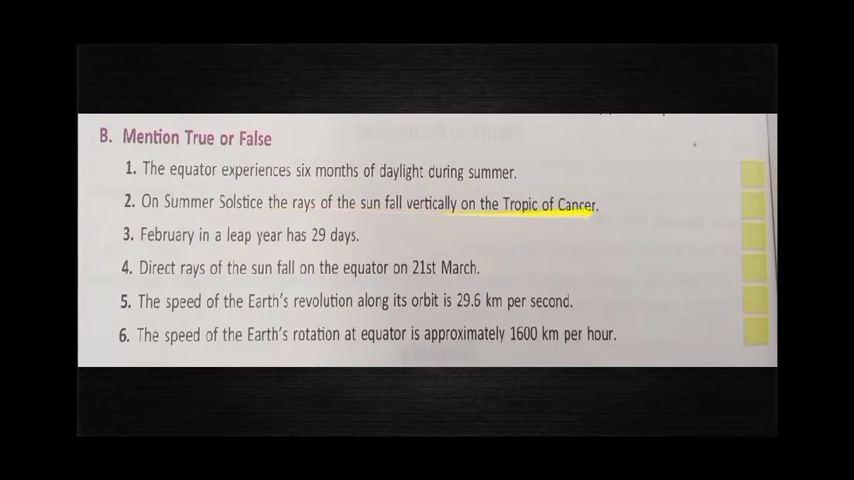 B. Mention True or False
1. The equator experiences six months of daylight during summer.
2. On Summer Solstice the rays of the sun fall vertically on the Tropic of Cancer.
3. February in a leap year has 29 days.
4. Direct rays of the sun fall on the equator on 21st March.
5. The speed of the Earth's revolution along its orbit is 29.6 km per second.
6. The speed of the Earth's rotation at equator is approximately 1600 km per hour.